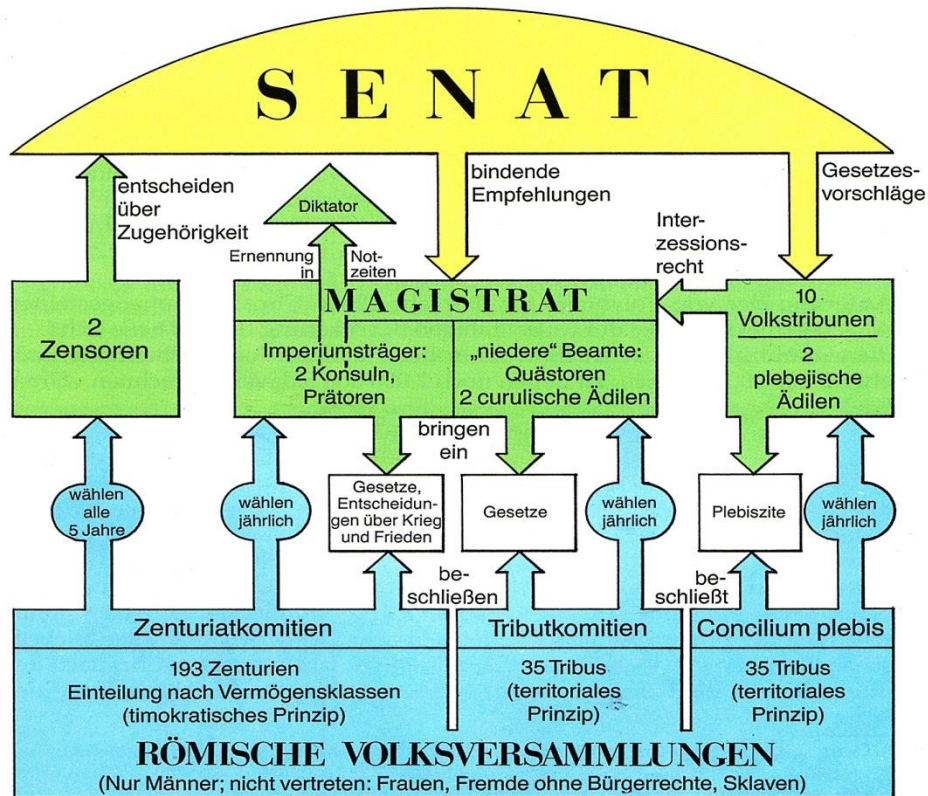 SENAT
entscheiden
über
Zugehörigkeit
Diktator
Ernennung in
Notzeiten
bindende
Empfehlungen
Gesetzes-
vorschläge
Inter-
zessions-
recht
2
Zensoren
MAGISTRAT
Imperiumsträger:
2 Konsuln,
Prätoren
„niedere“ Beamte:
Quästoren
2 curulische Ädilen
10
Volkstribunen
2
plebejische
Ädilen
bringen
ein
wählen
alle
5 Jahre
wählen
jährlich
Gesetze,
Entscheidun-
gen über Krieg
und Frieden
Gesetze
wählen
jährlich
Plebiszite
wählen
jährlich
be-
schließen
be-
schließt
Zenturiatkomitien
193 Zenturien
Einteilung nach Vermögensklassen
(timokratisches Prinzip)
Tributkomitien
35 Tribus
(territoriales
Prinzip)
Concilium plebis
35 Tribus
(territoriales
Prinzip)
RÖMISCHE VOLKSVERSAMMLUNGEN
(Nur Männer; nicht vertreten: Frauen, Fremde ohne Bürgerrechte, Sklaven)